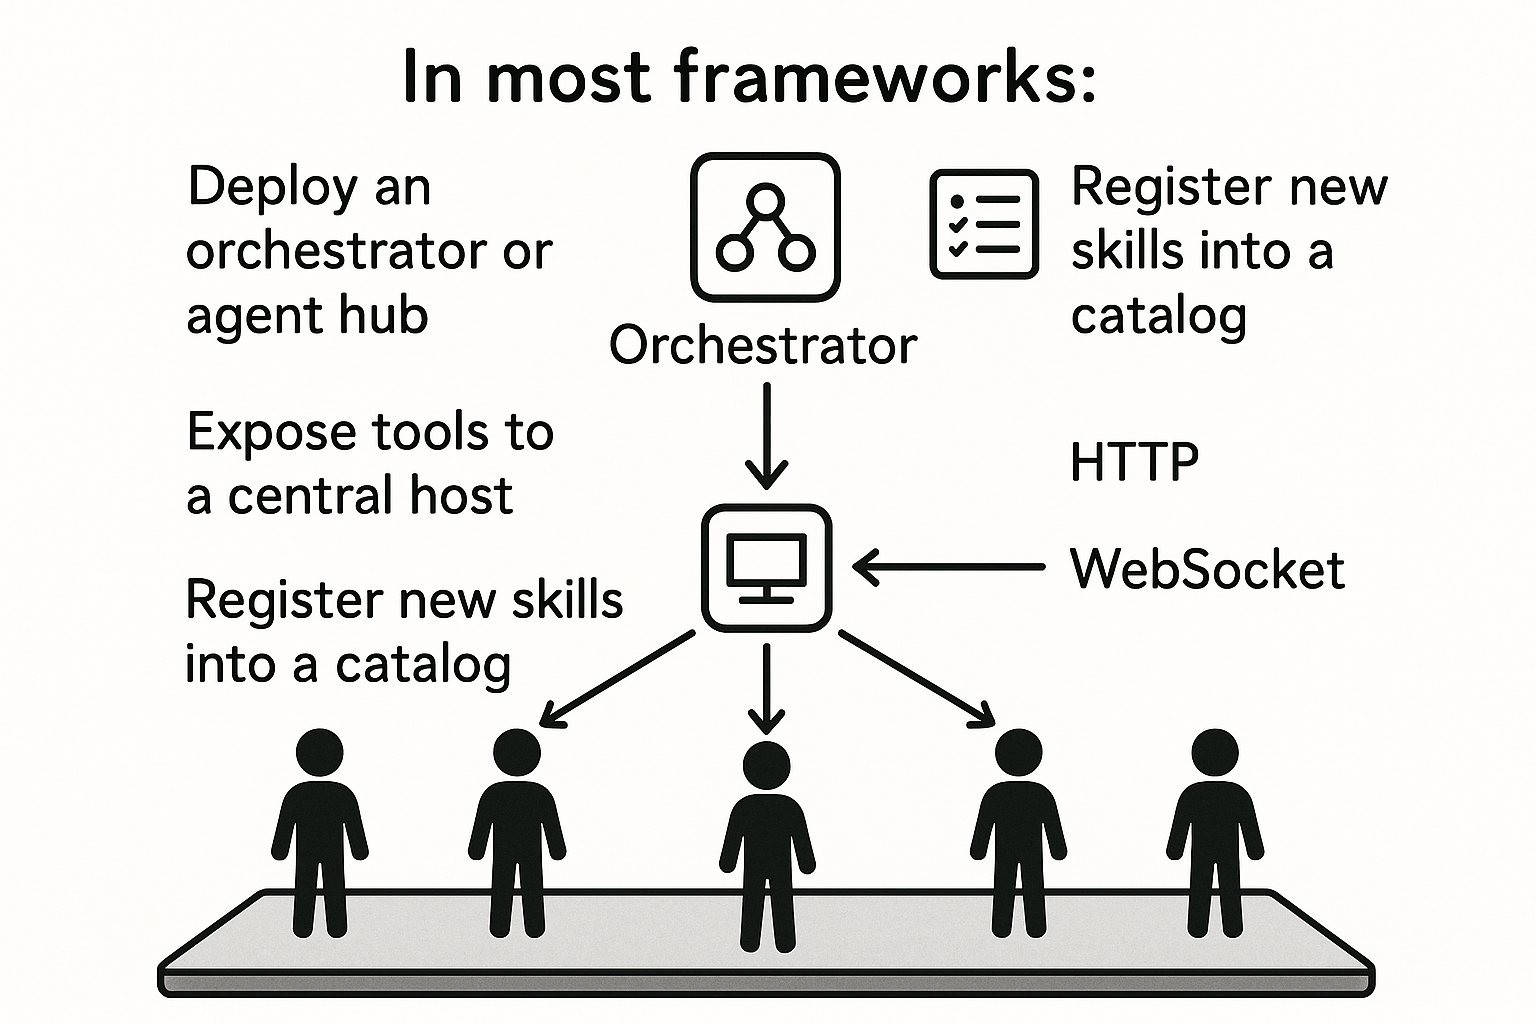 In most frameworks:
Deploy an
orchestrator or
agent hub
Orchestrator
Register new
skills into a
catalog
Expose tools to
a central host
HTTP
WebSocket
Register new skills
into a catalog